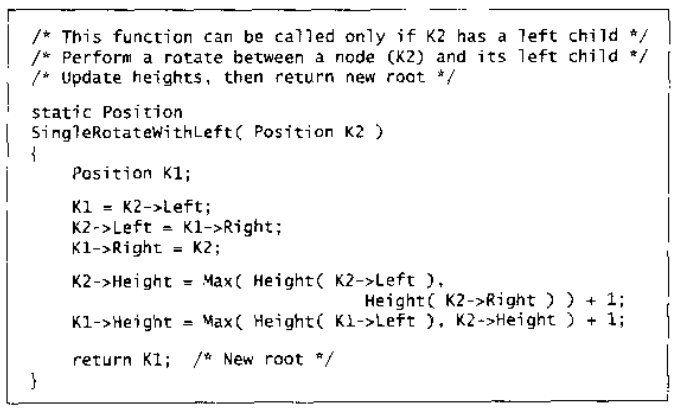 /* This function can be called only if K2 has a left child */
/* Perform a rotate between a node (K2) and its left child */
/* Update heights, then return new root */
static Position
SingleRotateWithLeft( Position K2 )
{
Position K1;
K1 = K2->Left;
K2->Left = K1->Right;
K1->Right = K2;
K2->Height = Max( Height( K2->Left ),
Height( K2->Right ) ) + 1;
K1->Height = Max( Height( K1->Left ), K2->Height ) + 1;
return K1;  /* New root */
}